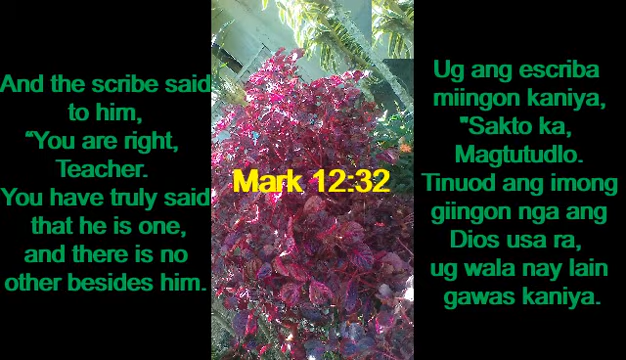 And the scribe said
to him,
“You are right,
Teacher.
You have truly said
that he is one,
and there is no
other besides him.
Mark 12:32
Ug ang escriba
miingon kaniya,
"Sakto ka,
Magtutudlo.
Tinuod ang imong
giingon nga ang
Dios usa ra,
ug wala nay lain
gawas kaniya.